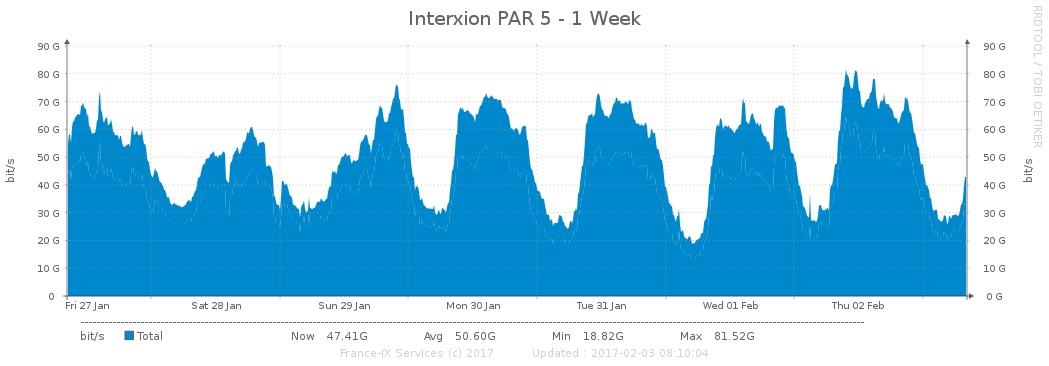 Interxion PAR 5 - 1 Week
RRDTOOL / TOBI OETIKER
bit/s
90 G 90 G
80 G 80 G
70 G 70 G
60 G 60 G
50 G 50 G
40 G 40 G
30 G 30 G
20 G 20 G
10 G 10 G
0 0 G
bit/s
Fri 27 Jan Sat 28 Jan Sun 29 Jan Mon 30 Jan Tue 31 Jan Wed 01 Feb Thu 02 Feb
bit/s Total Now 47.41G Avg 50.60G Min 18.82G Max 81.52G
France-IX Services (c) 2017 Updated : 2017-02-03 08:10:04